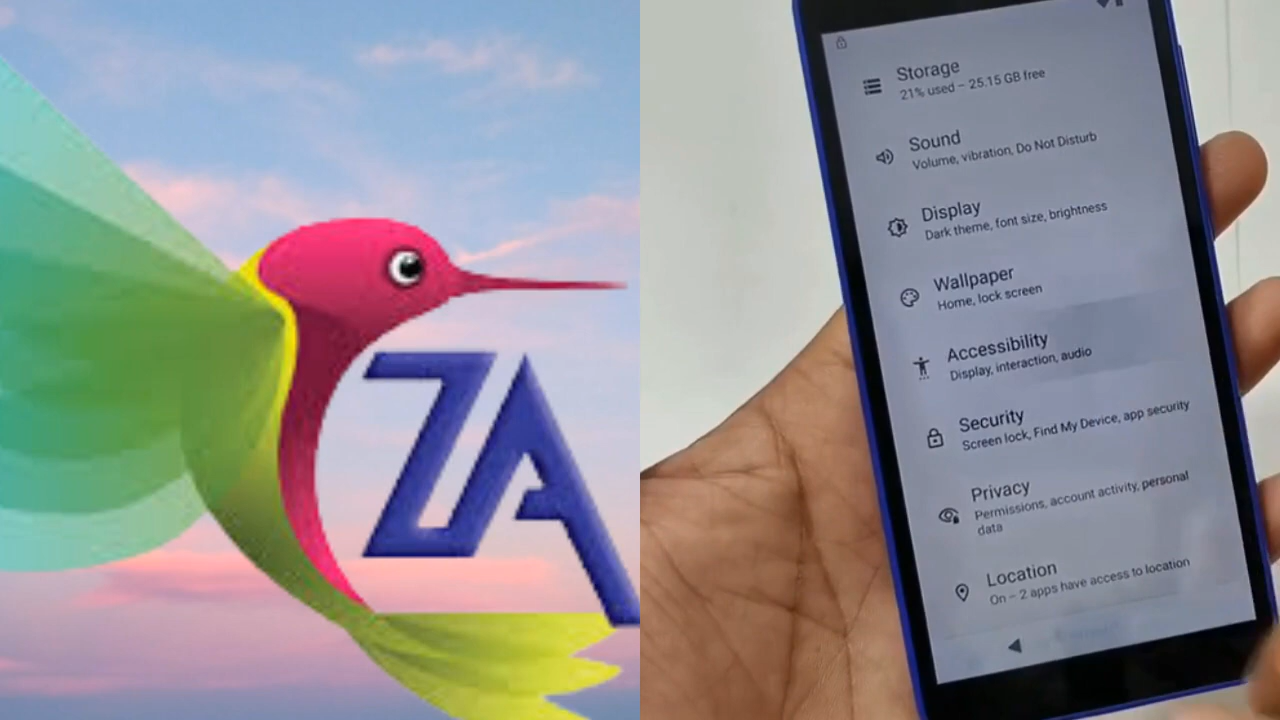 ZA
Storage
21% used – 25.15 GB free
Sound
Volume, vibration, Do Not Disturb
Display
Dark theme, font size, brightness
Wallpaper
Home, lock screen
Accessibility
Display, interaction, audio
Security
Screen lock, Find My Device, app security
Privacy
Permissions, account activity, personal
data
Location
On – 2 apps have access to location